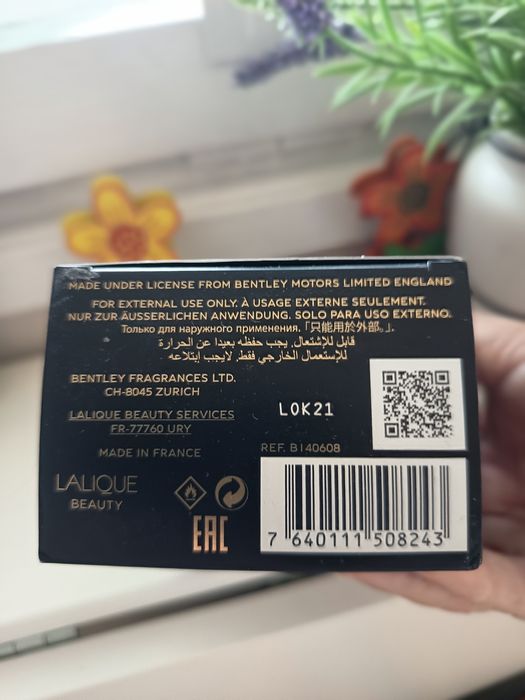 MADE UNDER LICENSE FROM BENTLEY MOTORS LIMITED ENGLAND
FOR EXTERNAL USE ONLY. À USAGE EXTERNE SEULEMENT.
NUR ZUR ÄUSSERLICHEN ANWENDUNG. SOLO PARA USO EXTERNO.
Только для наружного применения.「只能用於外部。」.
قابل للإشتعال. يجب حفظه بعيدا عن الحرارة
للإستعمال الخارجي فقط. لايجب إبتلاعه
BENTLEY FRAGRANCES LTD.
CH-8045 ZURICH
LALIQUE BEAUTY SERVICES
FR-77760 URY
MADE IN FRANCE
L0K21
REF. B140608
LALIQUE
BEAUTY
EAC
7 640111 508243